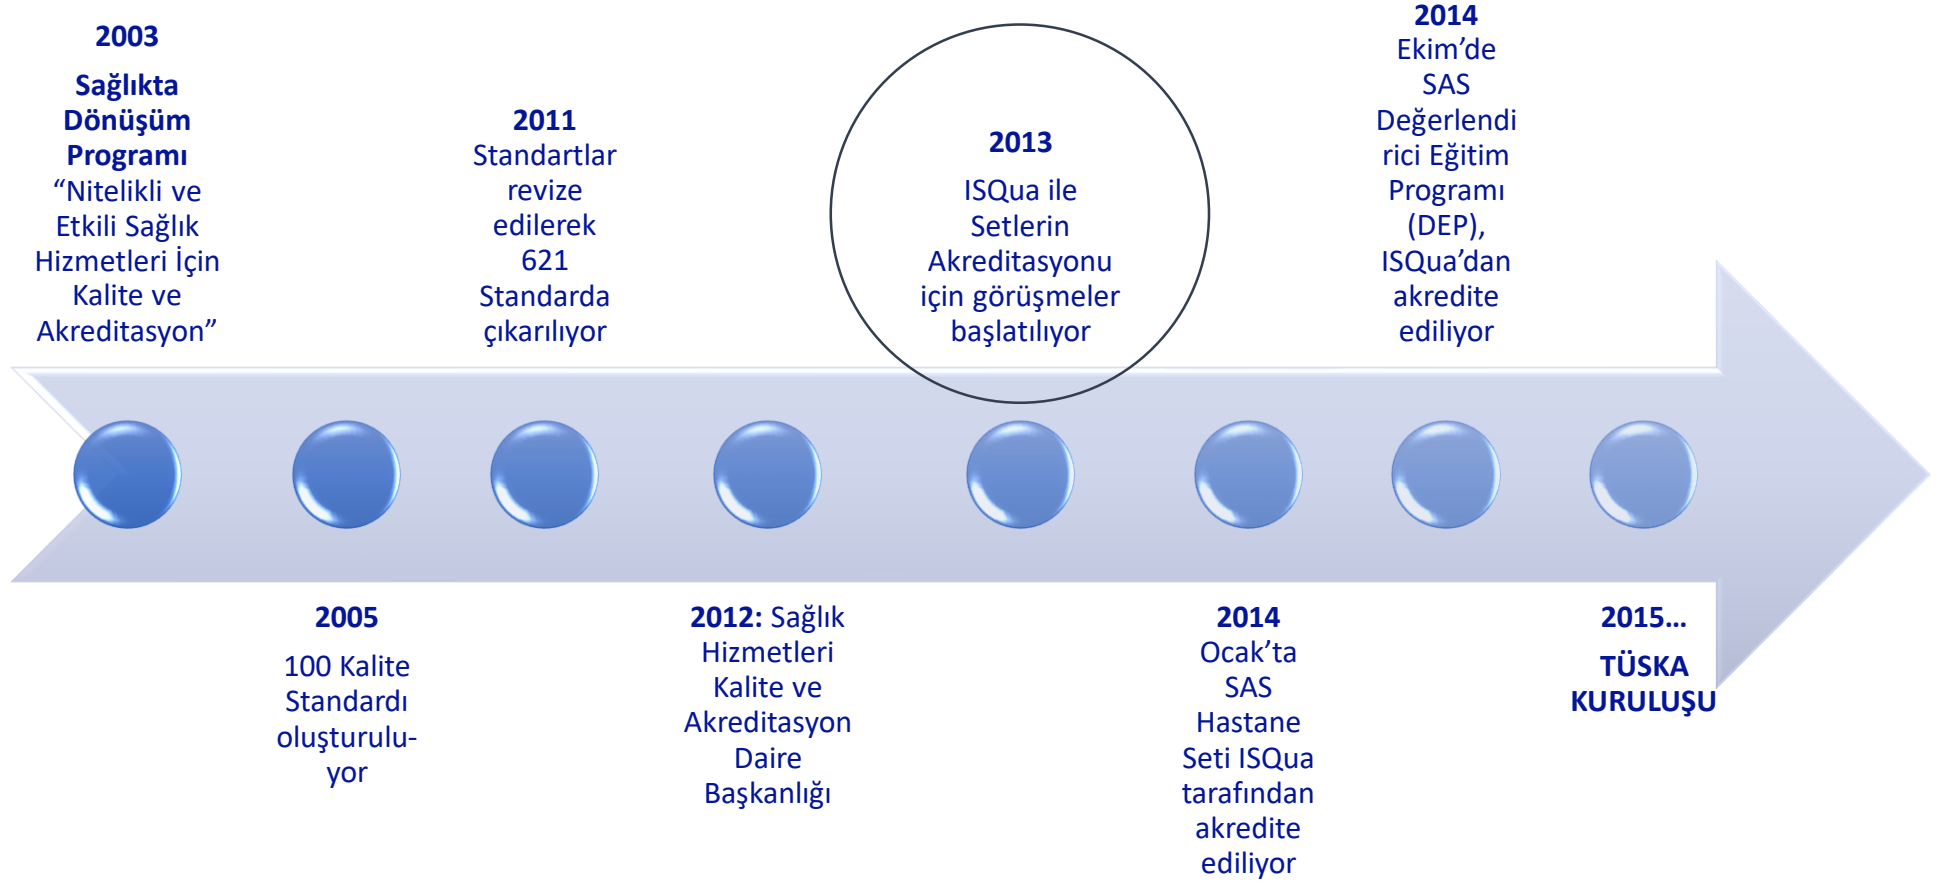 2003
Sağlıkta
Dönüşüm
Programı
“Nitelikli ve
Etkili Sağlık
Hizmetleri İçin
Kalite ve
Akreditasyon”
2005
100 Kalite
Standardı
oluşturulu-
yor
2011
Standartlar
revize
edilerek
621
Standarda
çıkarılıyor
2012: Sağlık
Hizmetleri
Kalite ve
Akreditasyon
Daire
Başkanlığı
2013
ISQua ile
Setlerin
Akreditasyonu
için görüşmeler
başlatılıyor
2014
Ocak’ta
SAS
Hastane
Seti ISQua
tarafından
akredite
ediliyor
2014
Ekim’de
SAS
Değerlendi
rici Eğitim
Programı
(DEP),
ISQua’dan
akredite
ediliyor
2015…
TÜSKA
KURULUŞU